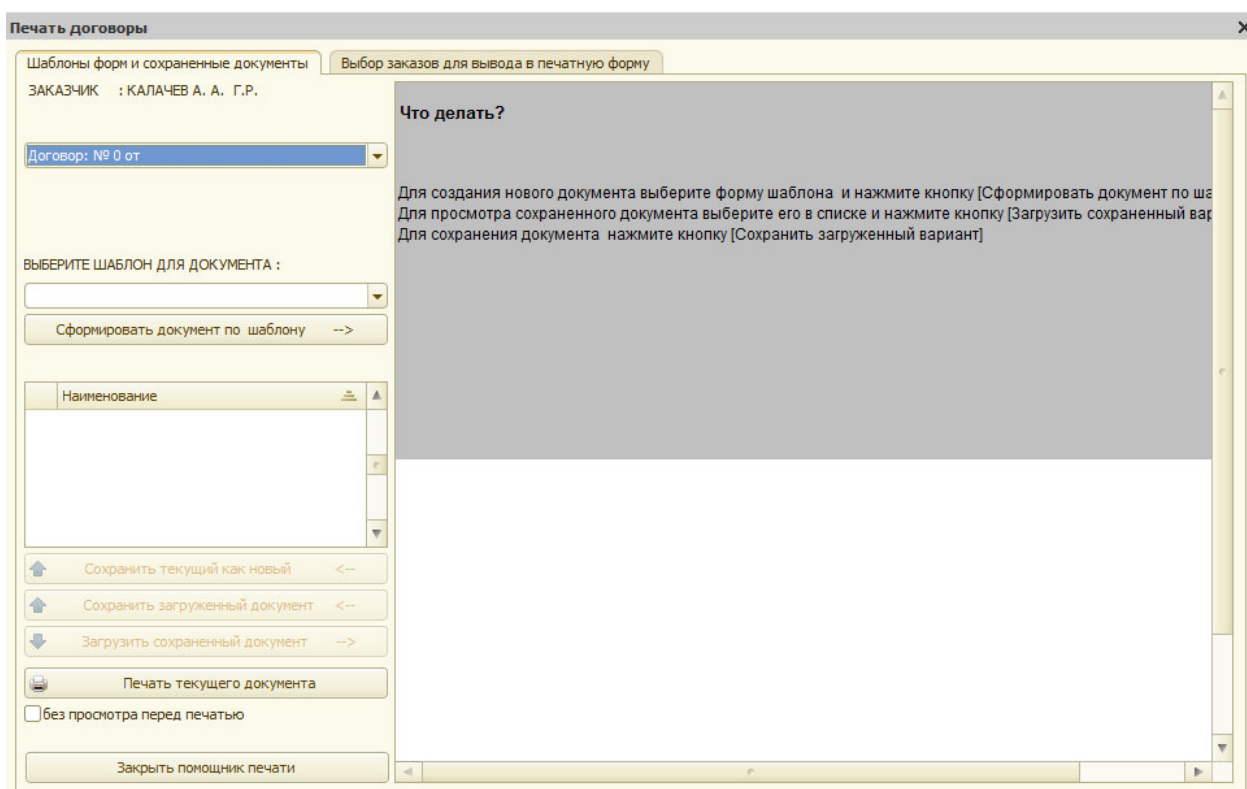 Печать договоры
Шаблоны форм и сохраненные документы
Выбор заказов для вывода в печатную форму
ЗАКАЗЧИК : КАЛАЧЕВ А. А. Г.Р.
Договор: № 0 от
ВЫБЕРИТЕ ШАБЛОН ДЛЯ ДОКУМЕНТА :
Сформировать документ по шаблону -->
Наименование
Сохранить текущий как новый <--
Сохранить загруженный документ <--
Загрузить сохраненный документ -->
Печать текущего документа
без просмотра перед печатью
Закрыть помощник печати
Что делать?
Для создания нового документа выберите форму шаблона и нажмите кнопку [Сформировать документ по ша
Для просмотра сохраненного документа выберите его в списке и нажмите кнопку [Загрузить сохраненный вар
Для сохранения документа нажмите кнопку [Сохранить загруженный вариант]